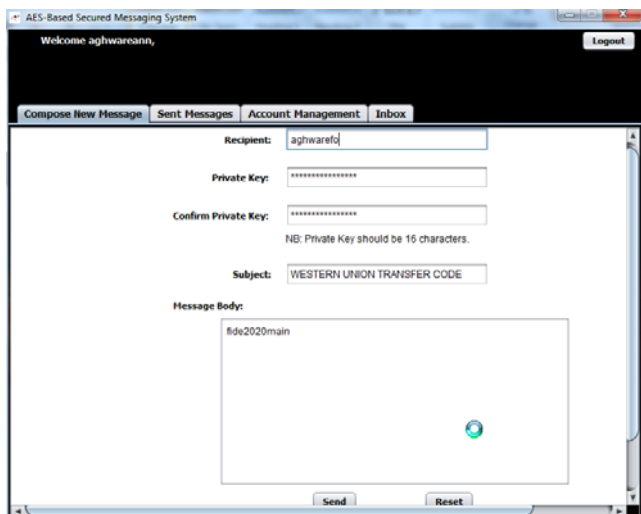 AES-Based Secured Messaging System
Welcome aghwareann,
Logout
Compose New Message Sent Messages Account Management Inbox
Recipient: aghwarefo
Private Key: ****************
Confirm Private Key: ****************
NB: Private Key should be 16 characters.
Subject: WESTERN UNION TRANSFER CODE
Message Body:
fide2020main
Send Reset